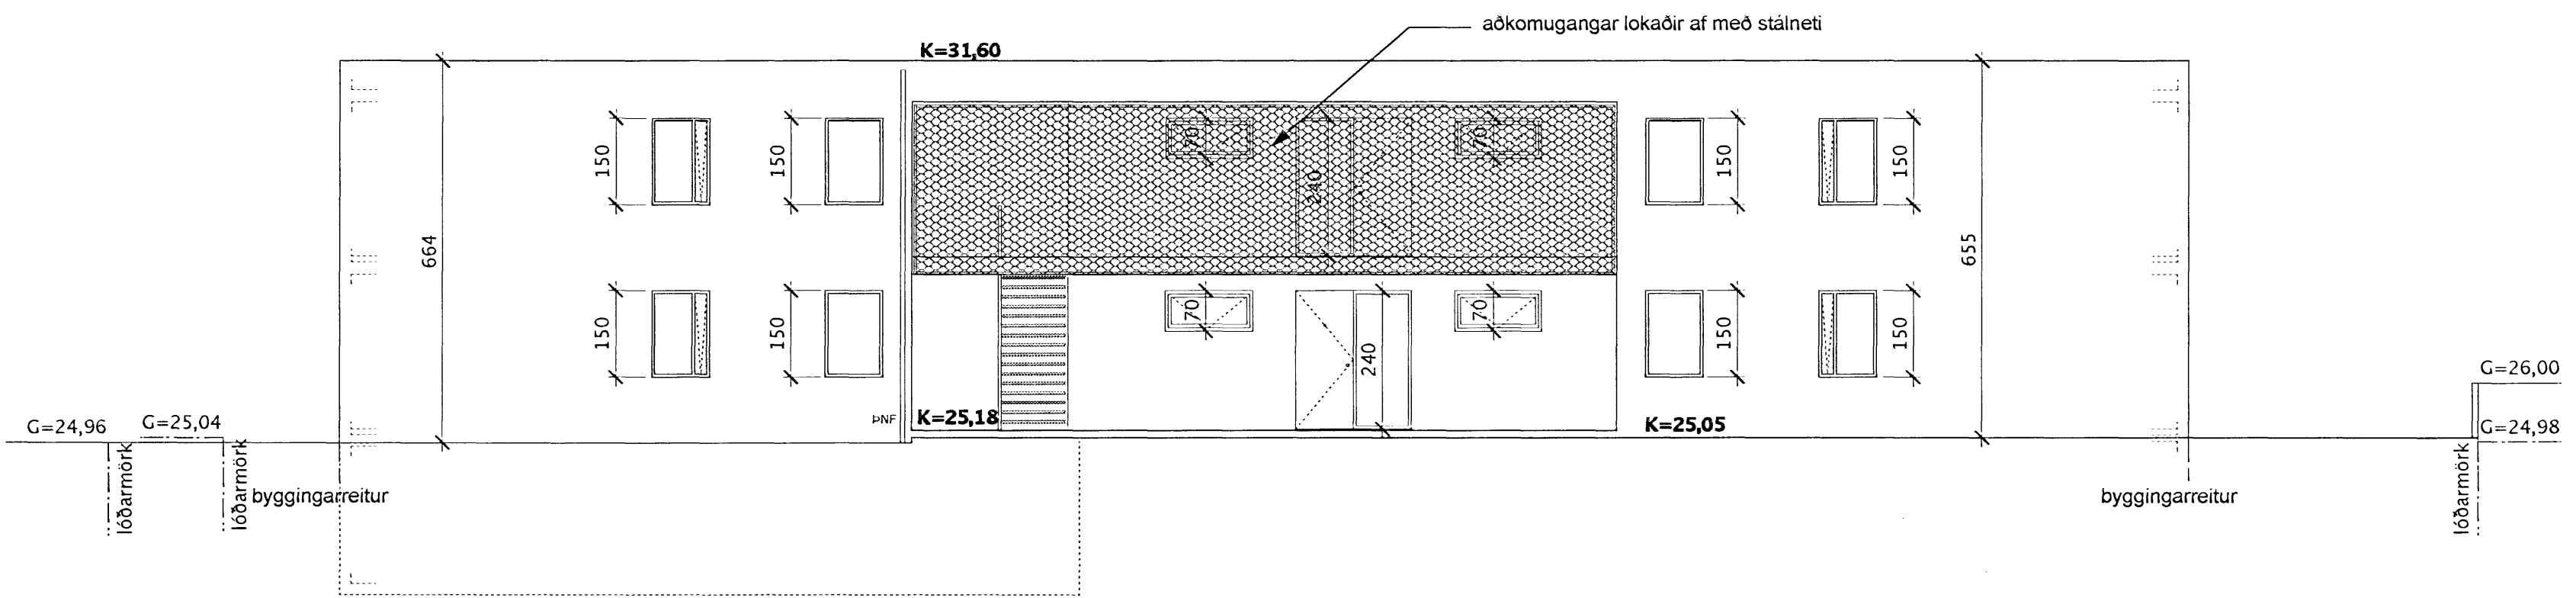 aðkomugangar lokaðir af með stálneti
K=31,60
150
150
70
240
70
150
150
664
655
150
150
70
240
70
150
150
G=24,96
G=25,04
ÞNF
K=25,18
K=25,05
G=26,00
G=24,98
lóðarmörk
lóðarmörk
byggingarreitur
byggingarreitur
lóðarmörk